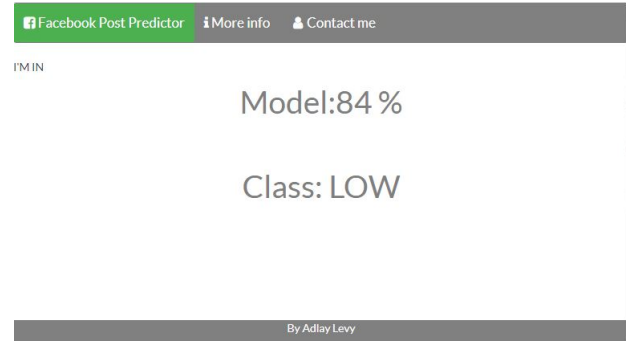 Facebook Post Predictor More info Contact me
I'M IN
Model:84 %
Class: LOW
By Adlay Levy